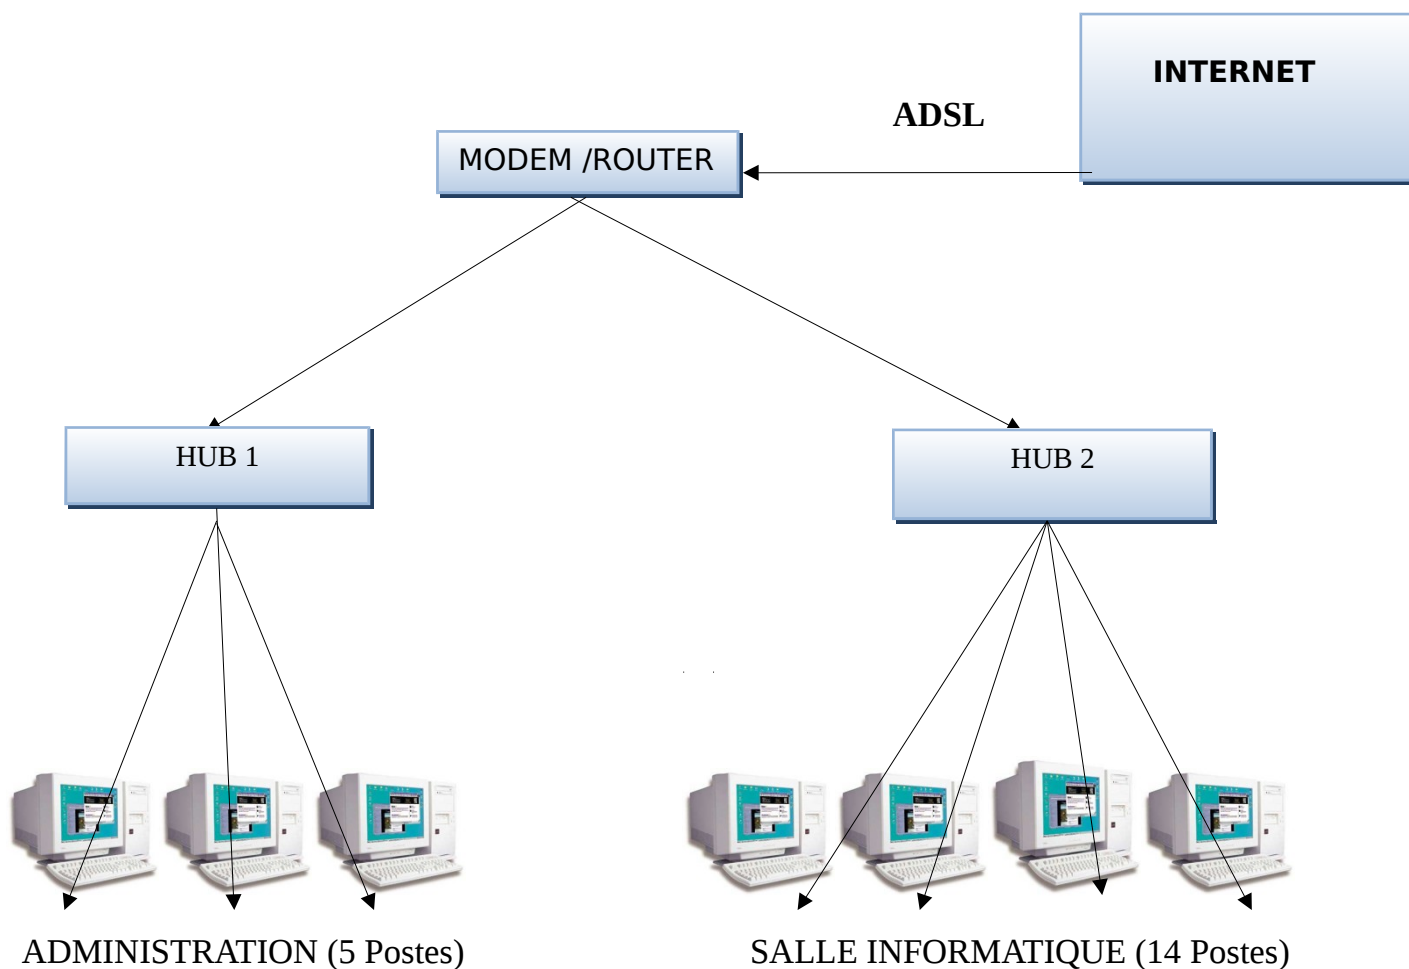 INTERNET
ADSL
MODEM /ROUTER
HUB 1
HUB 2
ADMINISTRATION (5 Postes)
SALLE INFORMATIQUE (14 Postes)